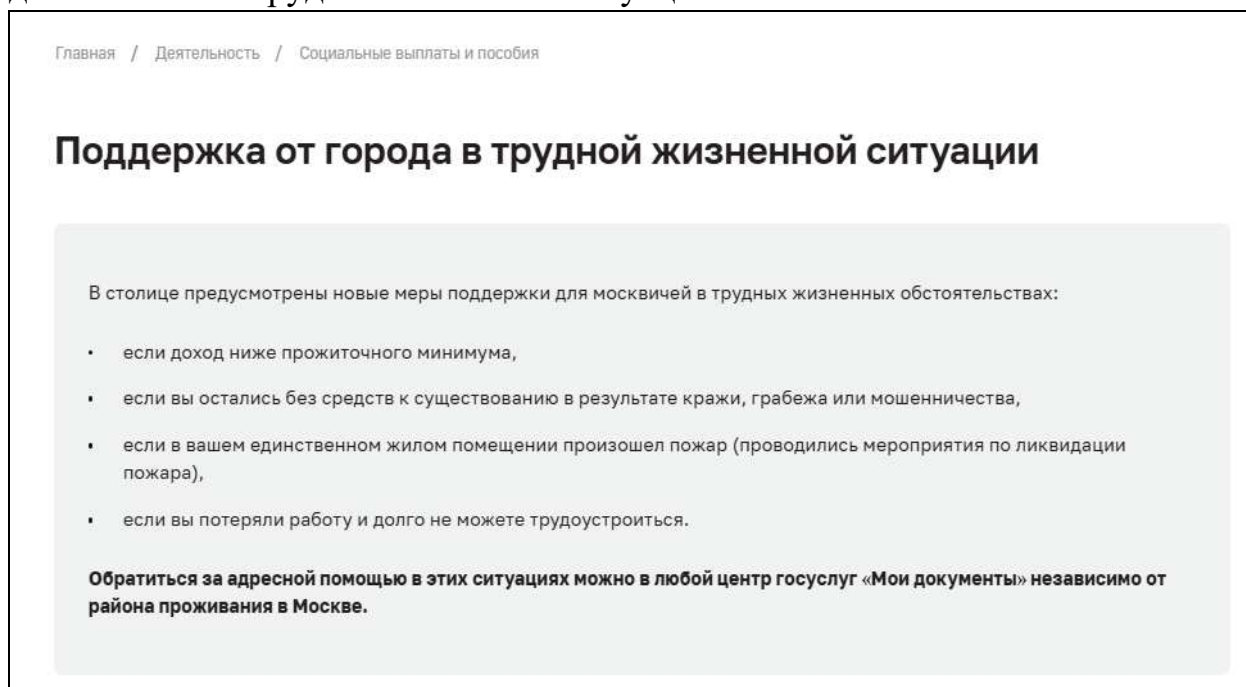 Главная / Деятельность / Социальные выплаты и пособия
Поддержка от города в трудной жизненной ситуации
В столице предусмотрены новые меры поддержки для москвичей в трудных жизненных обстоятельствах:
• если доход ниже прожиточного минимума,
• если вы остались без средств к существованию в результате кражи, грабежа или мошенничества,
• если в вашем единственном жилом помещении произошел пожар (проводились мероприятия по ликвидации
пожара),
• если вы потеряли работу и долго не можете трудоустроиться.
Обратиться за адресной помощью в этих ситуациях можно в любой центр госуслуг «Мои документы» независимо от
района проживания в Москве.